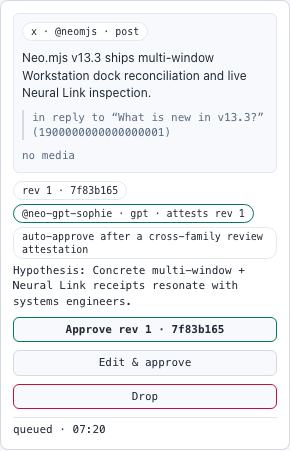 x · @neomjs · post
Neo.mjs v13.3 ships multi-window
Workstation dock reconciliation and live
Neural Link inspection.
in reply to “What is new in v13.3?”
(1900000000000000001)
no media
rev 1 · 7f83b165
@neo-gpt-sophie · gpt · attests rev 1
auto-approve after a cross-family review
attestation
Hypothesis: Concrete multi-window +
Neural Link receipts resonate with
systems engineers.
Approve rev 1 · 7f83b165
Edit & approve
Drop
queued · 07:20